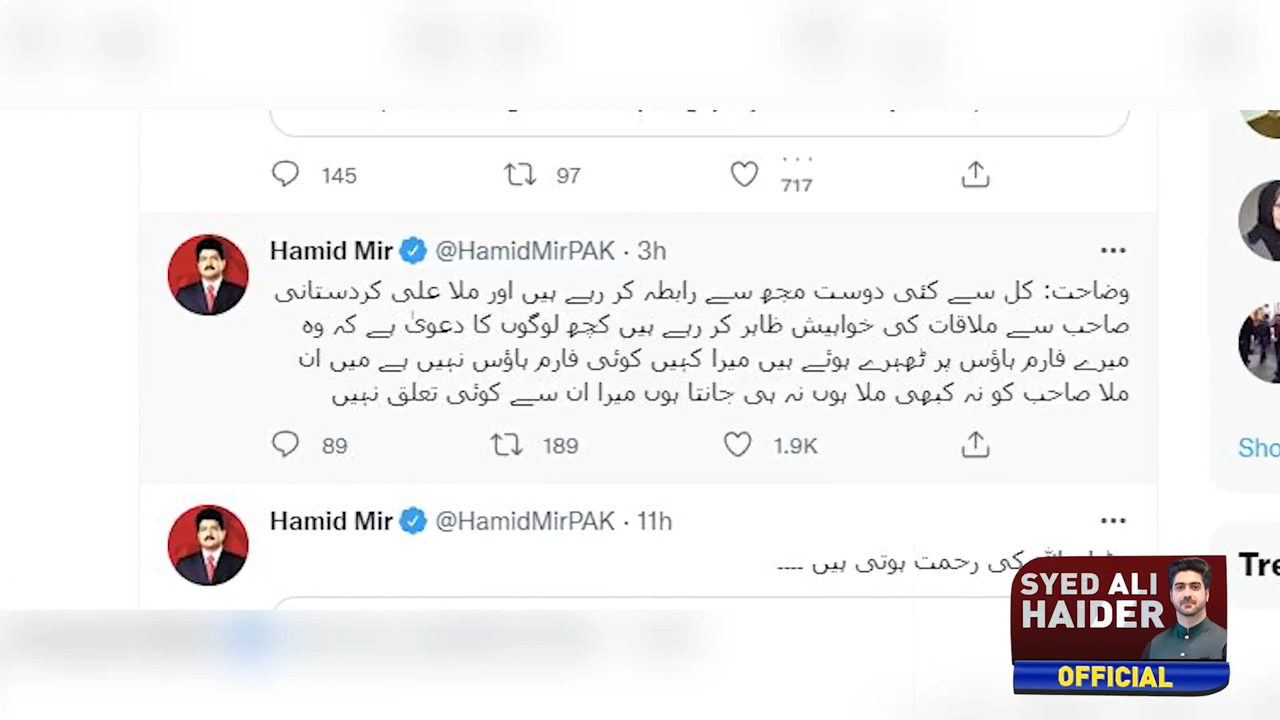 145 97 717
Hamid Mir @HamidMirPAK · 3h
وضاحت: کل سے کئی دوست مجھ سے رابطہ کر رہے ہیں اور ملا علی کردستانی
صاحب سے ملاقات کی خواہیش ظاہر کر رہے ہیں کچھ لوگوں کا دعویٰ ہے کہ وہ
میرے فارم ہاؤس پر ٹھہرے ہوئے ہیں میرا کہیں کوئی فارم ہاؤس نہیں ہے میں ان
ملا صاحب کو نہ کبھی ملا ہوں نہ ہی جانتا ہوں میرا ان سے کوئی تعلق نہیں
89 189 1.9K
Sho
Hamid Mir @HamidMirPAK · 11h
کی رحمت ہوتی ہیں ....
Tre
SYED ALI
HAIDER
OFFICIAL